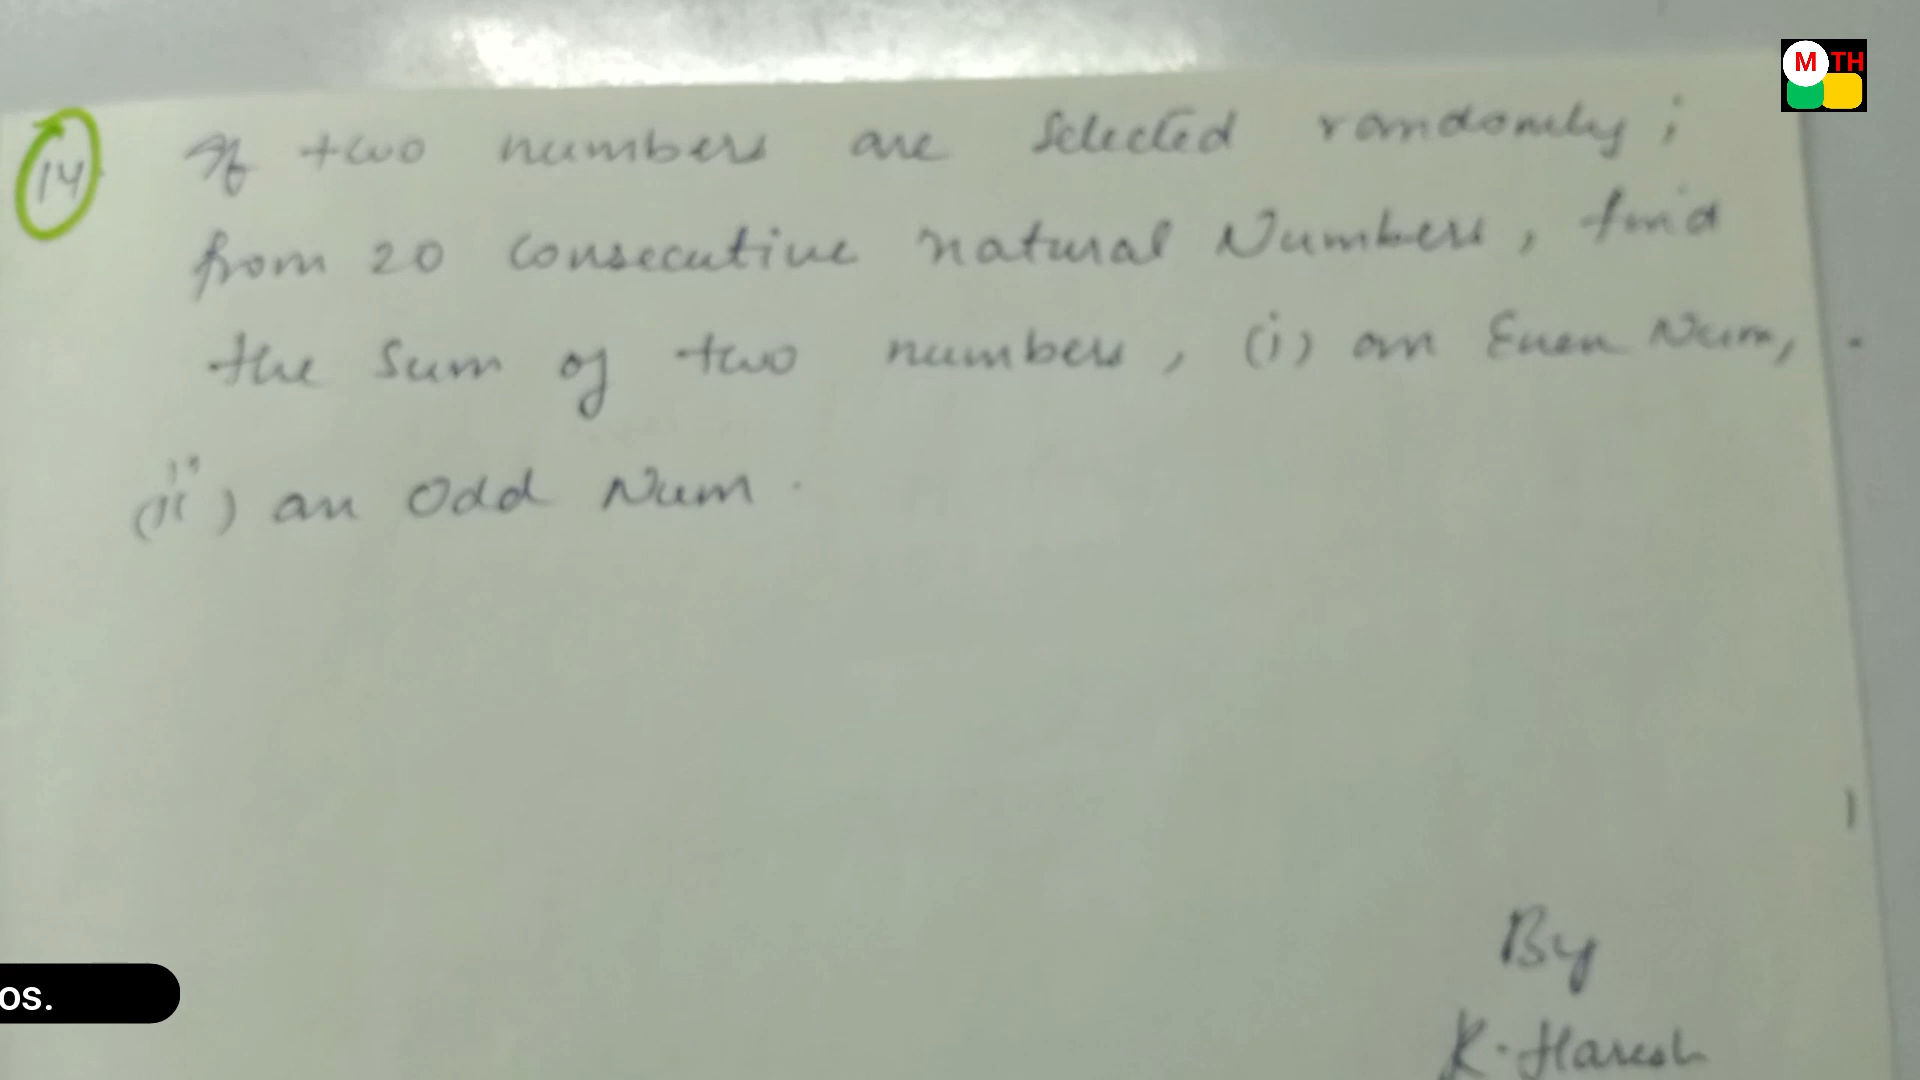 14 If two numbers are selected randomly;
from 20 consecutive natural Numbers, find
the Sum of two numbers, (i) an Even Num,
(ii) an Odd Num.
By
K. Haresh
os.
M TH